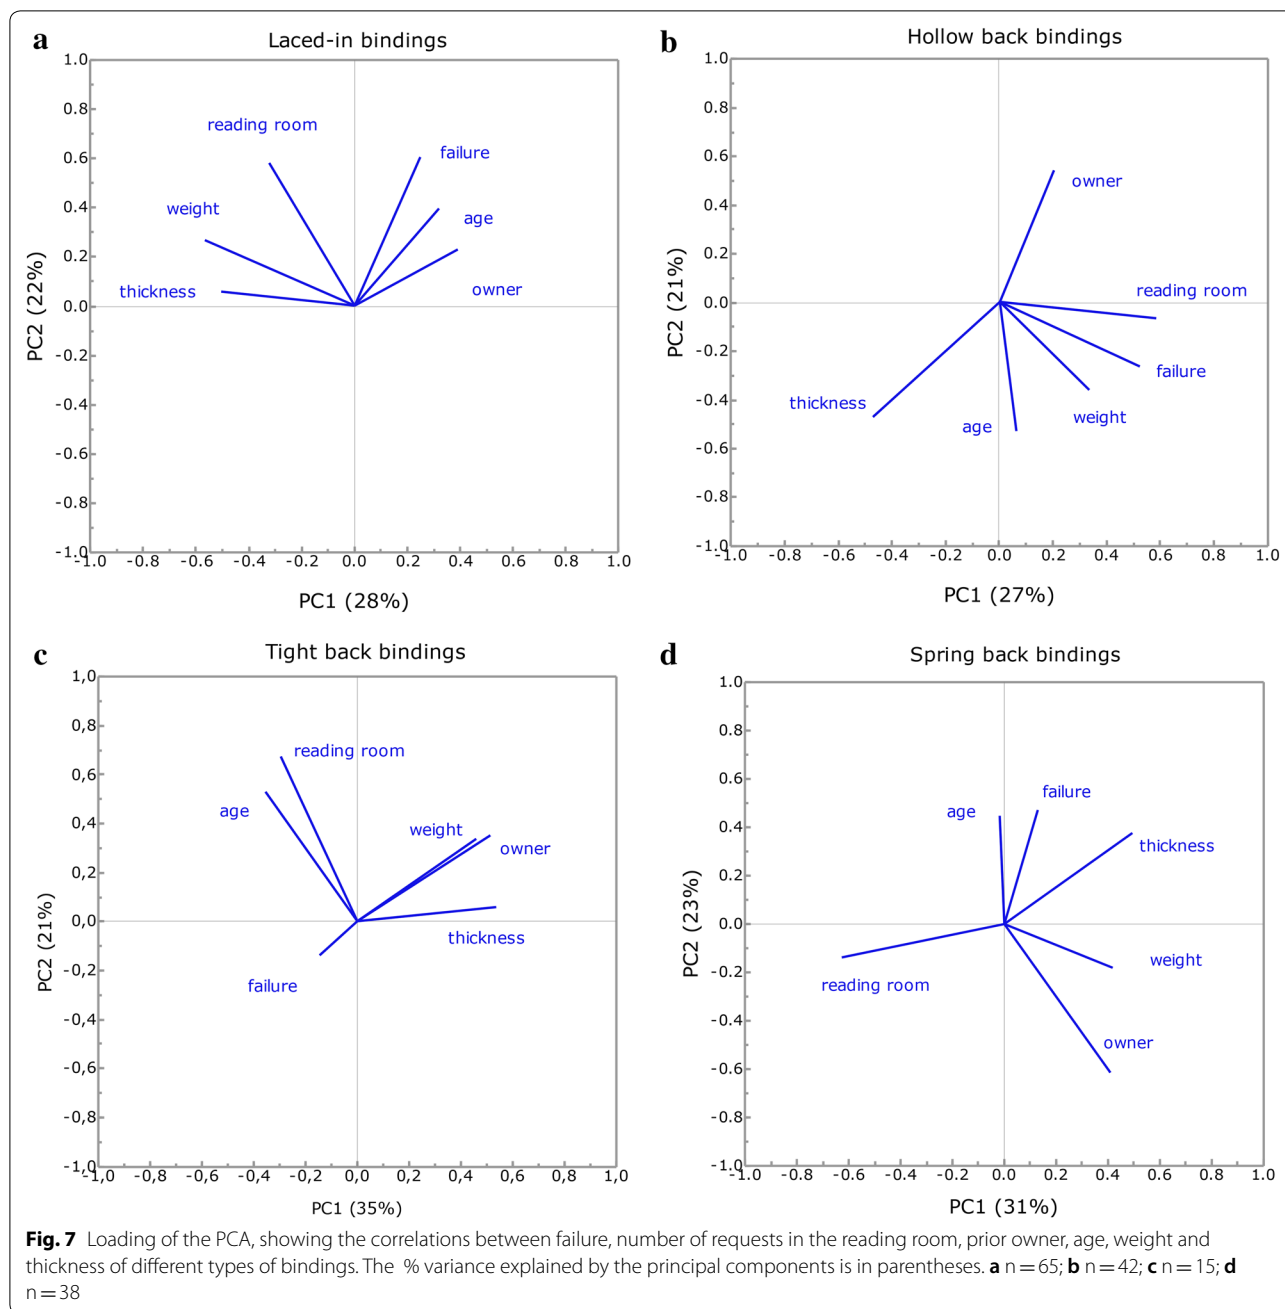 a
Laced-in bindings
1.0
0.8
0.6
0.4
0.2
0.0
-0.2
-0.4
-0.6
-0.8
-1.0
reading room
failure
weight
age
thickness
owner
PC2 (22%)
-1.0 -0.8 -0.6 -0.4 -0.2 0.0 0.2 0.4 0.6 0.8 1.0
PC1 (28%)
b
Hollow back bindings
1.0
0.8
0.6
0.4
0.2
0.0
-0.2
-0.4
-0.6
-0.8
-1.0
owner
reading room
failure
thickness
weight
age
PC2 (21%)
-1.0 -0.8 -0.6 -0.4 -0.2 0.0 0.2 0.4 0.6 0.8 1.0
PC1 (27%)
c
Tight back bindings
1,0
0,8
0,6
0,4
0,2
0,0
-0,2
-0,4
-0,6
-0,8
-1,0
reading room
age
weight
owner
thickness
failure
PC2 (21%)
-1,0 -0,8 -0,6 -0,4 -0,2 0,0 0,2 0,4 0,6 0,8 1,0
PC1 (35%)
d
Spring back bindings
1.0
0.8
0.6
0.4
0.2
0.0
-0.2
-0.4
-0.6
-0.8
-1.0
failure
age
thickness
weight
reading room
owner
PC2 (23%)
-1.0 -0.8 -0.6 -0.4 -0.2 0.0 0.2 0.4 0.6 0.8 1.0
PC1 (31%)
Fig. 7 Loading of the PCA, showing the correlations between failure, number of requests in the reading room, prior owner, age, weight and
thickness of different types of bindings. The % variance explained by the principal components is in parentheses. a n = 65; b n = 42; c n = 15; d
n = 38